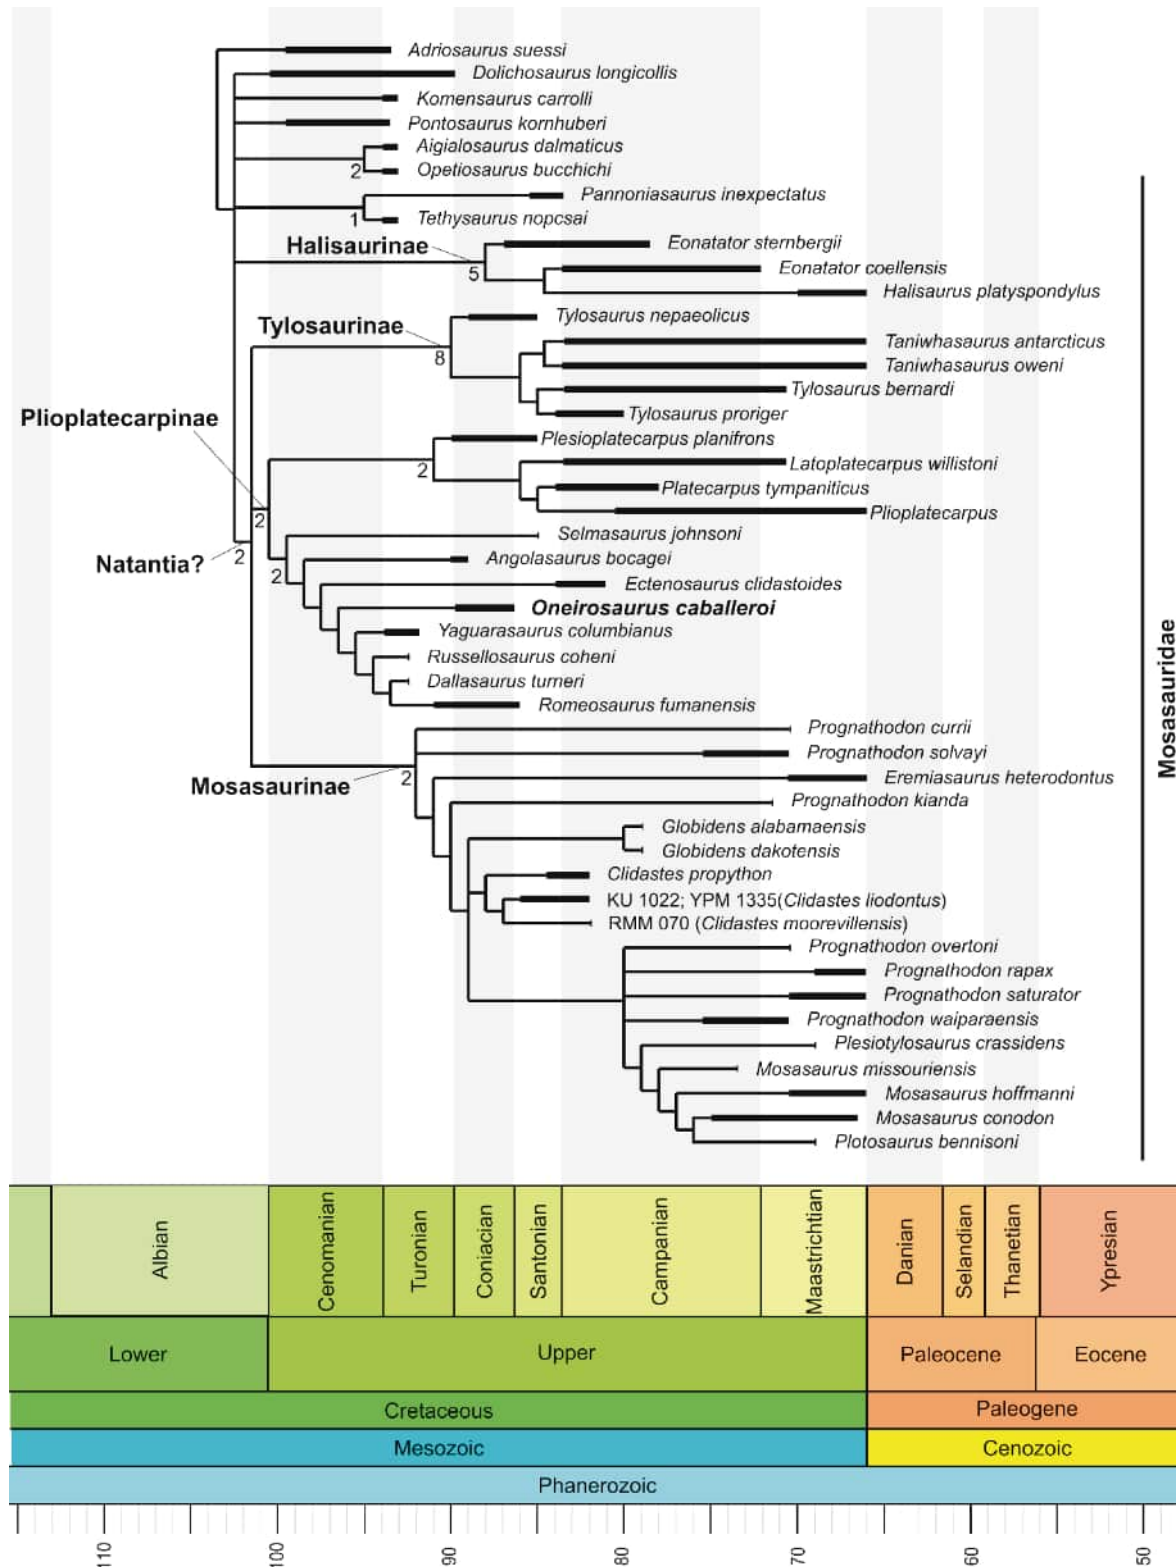 Adriosaurus suessi
Dolichosaurus longicollis
Komensaurus carrolli
Pontosaurus kornhuberi
Aigialosaurus dalmaticus
2
Opetiosaurus bucchichi
Pannoniasaurus inexpectatus
1
Tethysaurus nopcsai
Halisaurinae
Eonatator sternbergii
5
Eonatator coellensis
Halisaurus platyspondylus
Tylosaurus nepaeolicus
Tylosaurinae
8
Taniwhasaurus antarcticus
Taniwhasaurus oweni
Tylosaurus bernardi
Tylosaurus proriger
Plioplatecarpinae
Plesioplatecarpus planifrons
2
Latoplatecarpus willistoni
Platecarpus tympaniticus
Plioplatecarpus
2
Selmasaurus johnsoni
Natantia?
2
Angolasaurus bocagei
2
Ectenosaurus clidastoides
Oneirosaurus caballeroi
Yaguarasaurus columbianus
Russellosaurus coheni
Dallasaurus turneri
Romeosaurus fumanensis
Mosasauridae
Prognathodon currii
Prognathodon solvayi
Mosasaurinae
2
Eremiasaurus heterodontus
Prognathodon kianda
Globidens alabamaensis
Globidens dakotensis
Clidastes propython
KU 1022; YPM 1335(Clidastes liodontus)
RMM 070 (Clidastes moorevillensis)
Prognathodon overtoni
Prognathodon rapax
Prognathodon saturator
Prognathodon waiparaensis
Plesiotylosaurus crassidens
Mosasaurus missouriensis
Mosasaurus hoffmanni
Mosasaurus conodon
Plotosaurus bennisoni
Albian
Cenomanian
Turonian
Coniacian
Santonian
Campanian
Maastrichtian
Danian
Selandian
Thanetian
Ypresian
Lower
Upper
Paleocene
Eocene
Cretaceous
Paleogene
Mesozoic
Cenozoic
Phanerozoic
110
100
90
80
70
60
50